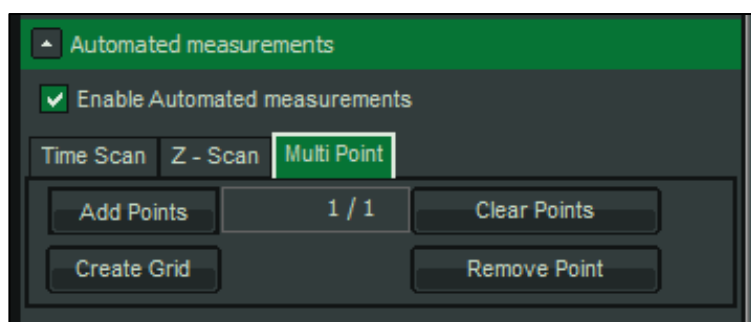 Automated measurements
Enable Automated measurements
Time Scan Z - Scan Multi Point
Add Points 1 / 1 Clear Points
Create Grid Remove Point